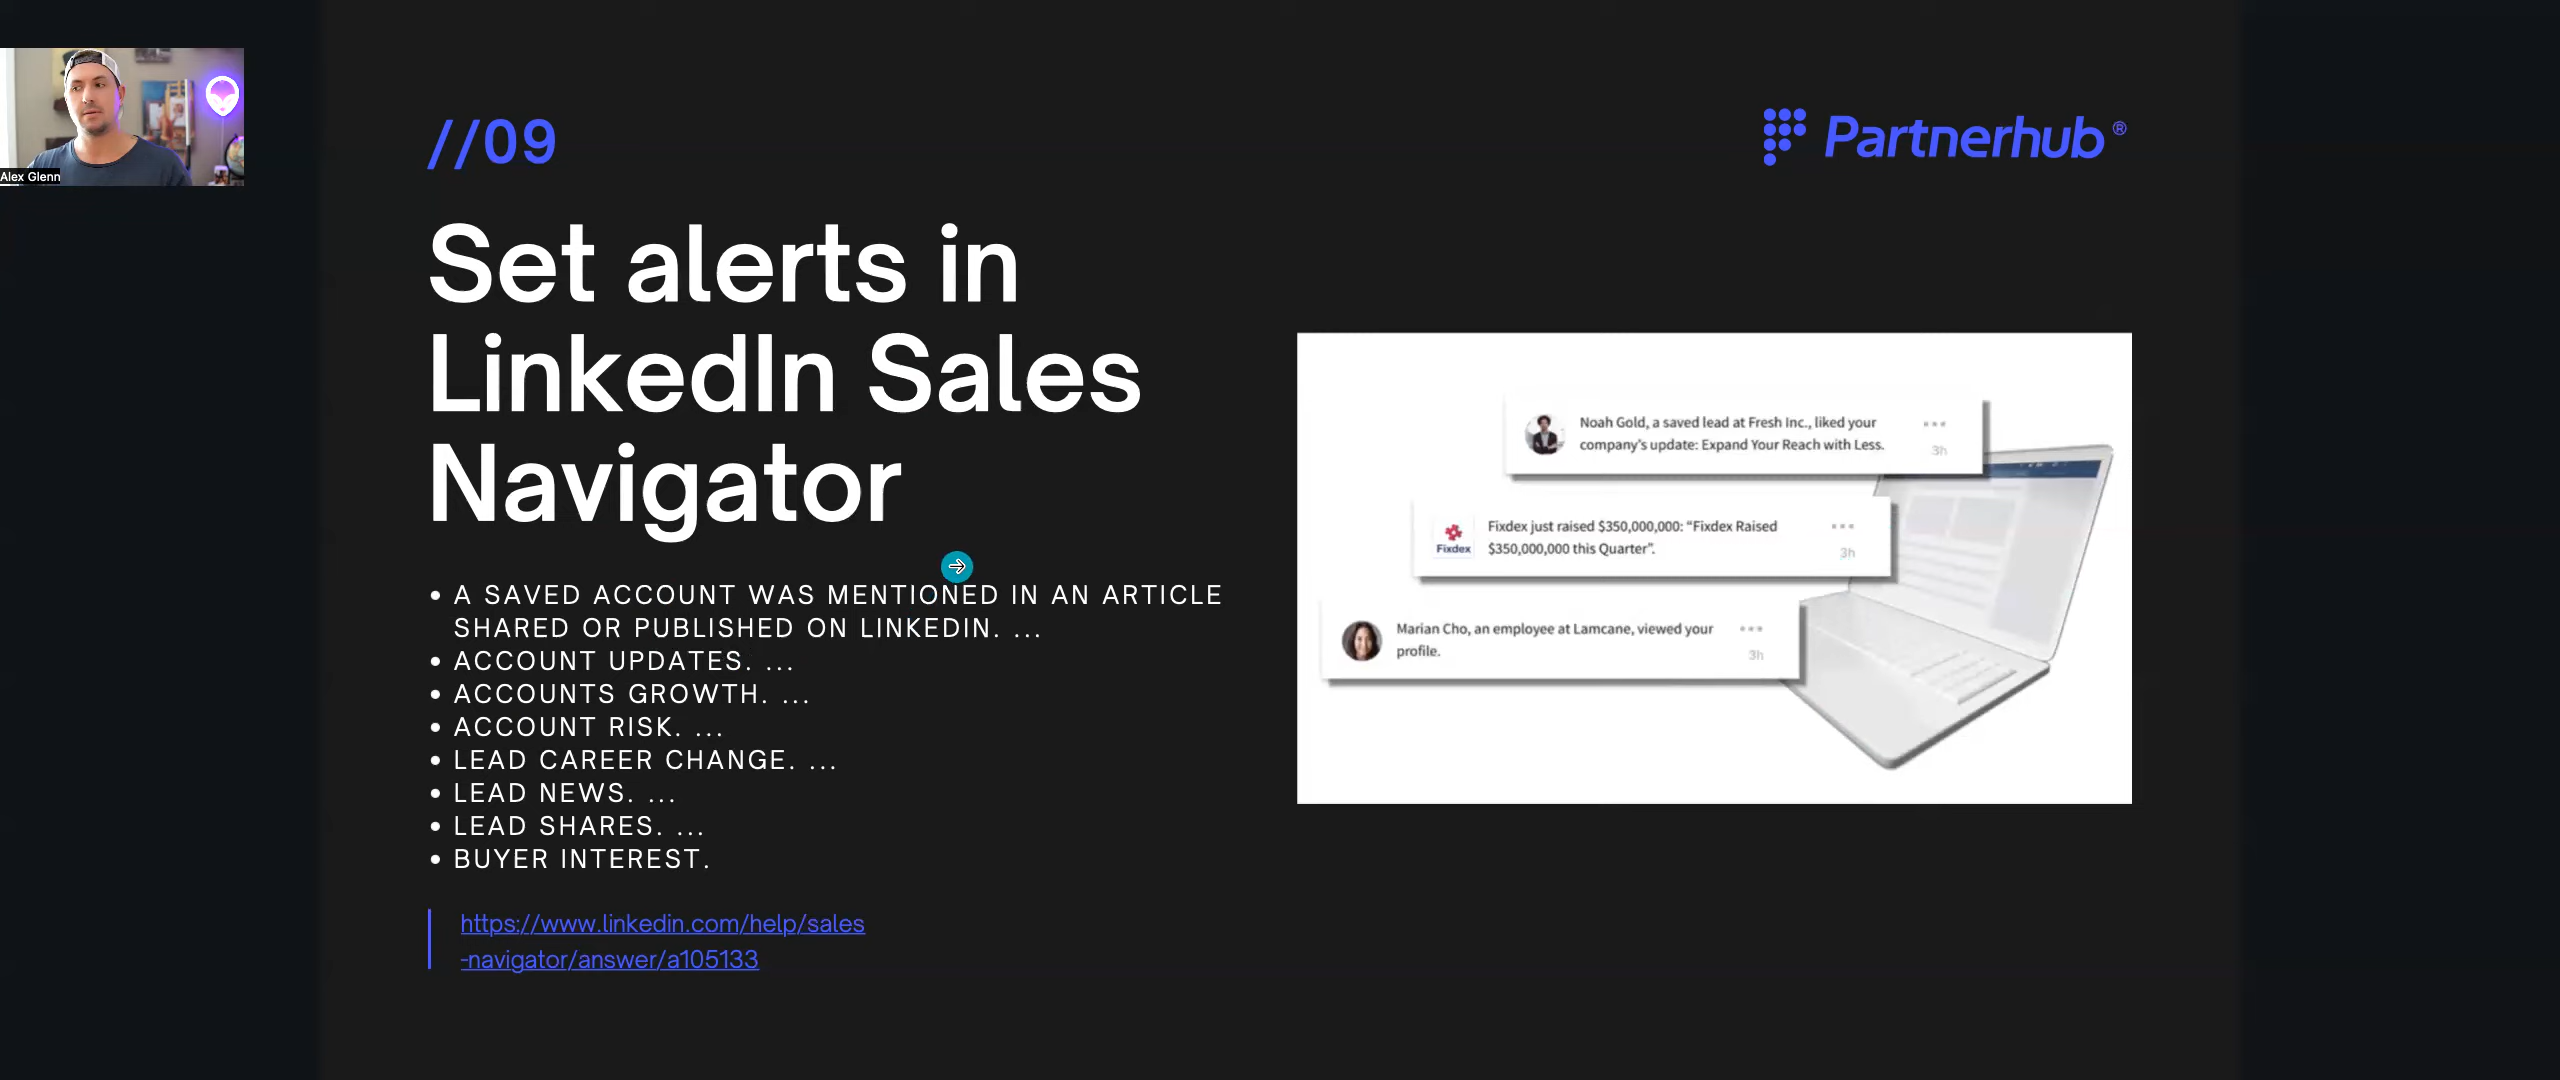 Alex Glenn
//09
Partnerhub®
Set alerts in
LinkedIn Sales
Navigator
• A SAVED ACCOUNT WAS MENTIONED IN AN ARTICLE
SHARED OR PUBLISHED ON LINKEDIN. ...
• ACCOUNT UPDATES. ...
• ACCOUNTS GROWTH. ...
• ACCOUNT RISK. ...
• LEAD CAREER CHANGE. ...
• LEAD NEWS. ...
• LEAD SHARES. ...
• BUYER INTEREST.
https://www.linkedin.com/help/sales
-navigator/answer/a105133
Noah Gold, a saved lead at Fresh Inc., liked your
company's update: Expand Your Reach with Less.
3h
Fixdex
Fixdex just raised $350,000,000: “Fixdex Raised
$350,000,000 this Quarter”.
3h
Marian Cho, an employee at Lamcane, viewed your
profile.
3h